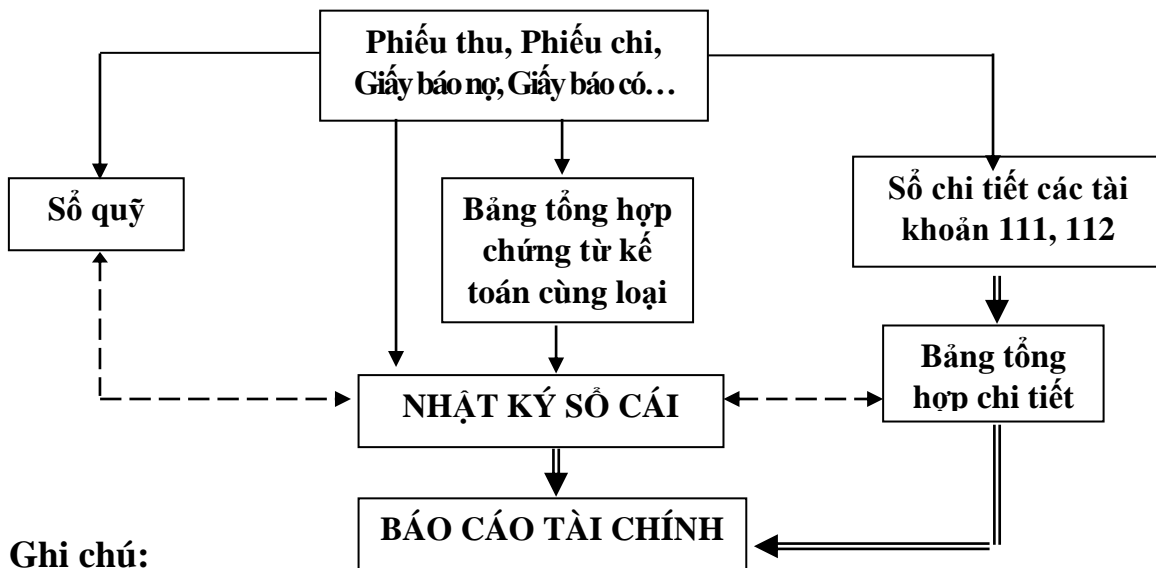 Phiếu thu, Phiếu chi,
Giấy báo nợ, Giấy báo có…
Sổ quỹ
Bảng tổng hợp
chứng từ kế
toán cùng loại
Sổ chi tiết các tài
khoản 111, 112
Bảng tổng
hợp chi tiết
NHẬT KÝ SỔ CÁI
BÁO CÁO TÀI CHÍNH
Ghi chú: